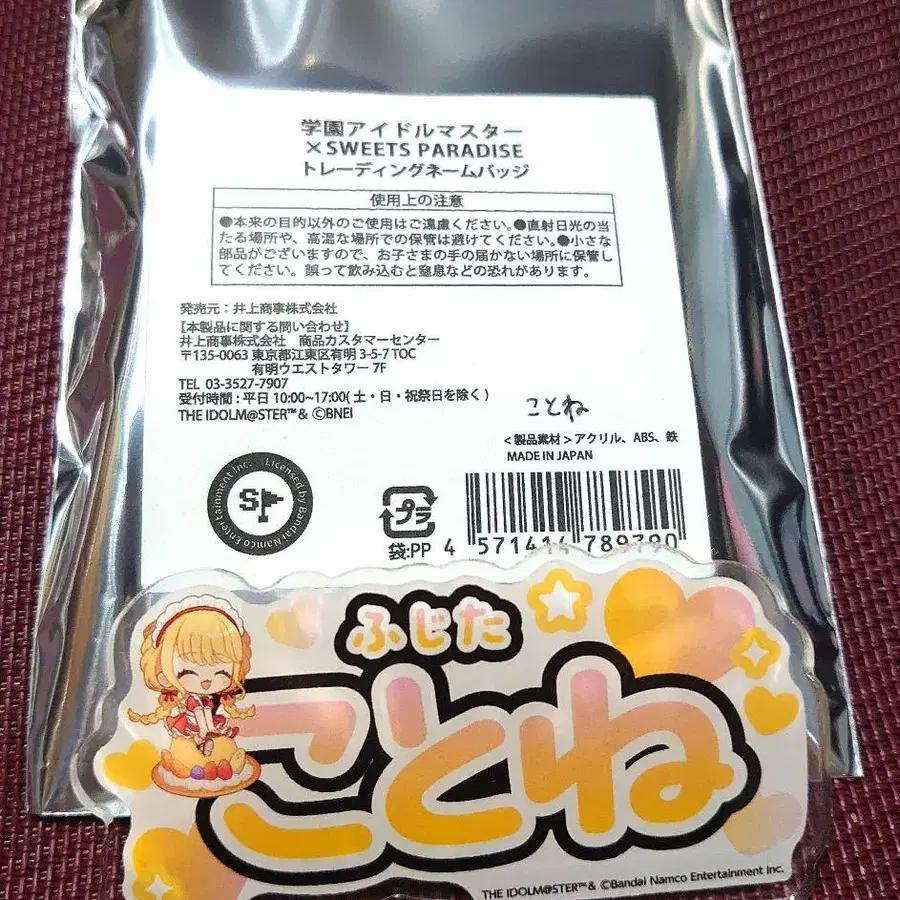 学園アイドルマスター
×SWEETS PARADISE
トレーディングネームバッジ
使用上の注意
●本来の目的以外のご使用はご遠慮ください。●直射日光の当
たる場所や、高温な場所での保管は避けてください。●小さな
部品がございますので、お子さまの手の届かない場所に保管し
てください。誤って飲み込むと窒息などの恐れがあります。
発売元：井上商事株式会社
【本製品に関する問い合わせ】
井上商事株式会社 商品カスタマーセンター
〒135-0063 東京都江東区有明 3-5-7 TOC
有明ウエストタワー 7F
TEL 03-3527-7907
受付時間：平日 10:00~17:00( 土・日・祝祭日を除く )
THE IDOLM@STER™& ©BNEI
ことね
<製品素材>アクリル、ABS、鉄
MADE IN JAPAN
Licensed by Bandai Namco Entertainment Inc.
S
プラ
袋:PP
4 571414 789790
ふじた
ことね
THE IDOLM@STER™& ©Bandai Namco Entertainment Inc.